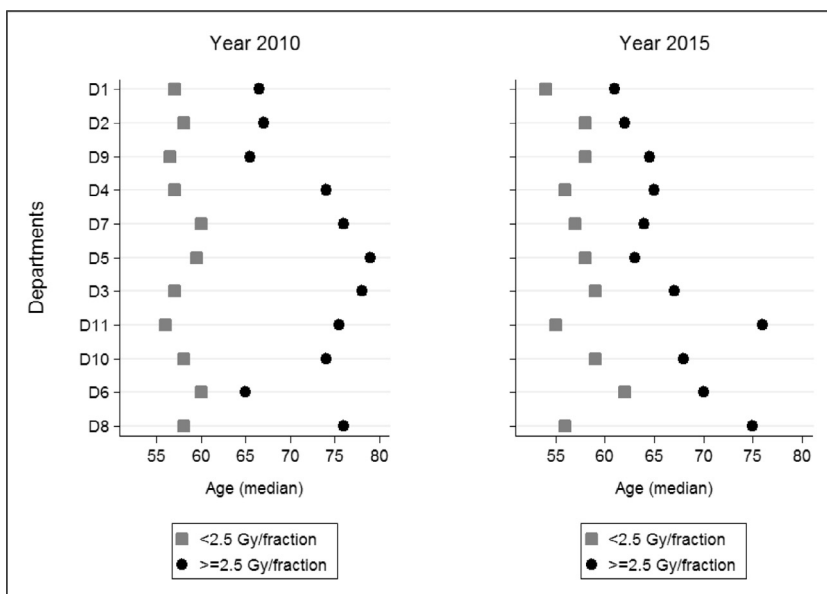 Year 2010
Year 2015
Departments
D1
D2
D9
D4
D7
D5
D3
D11
D10
D6
D8
55 60 65 70 75 80
55 60 65 70 75 80
Age (median)
Age (median)
<2.5 Gy/fraction
>=2.5 Gy/fraction
<2.5 Gy/fraction
>=2.5 Gy/fraction